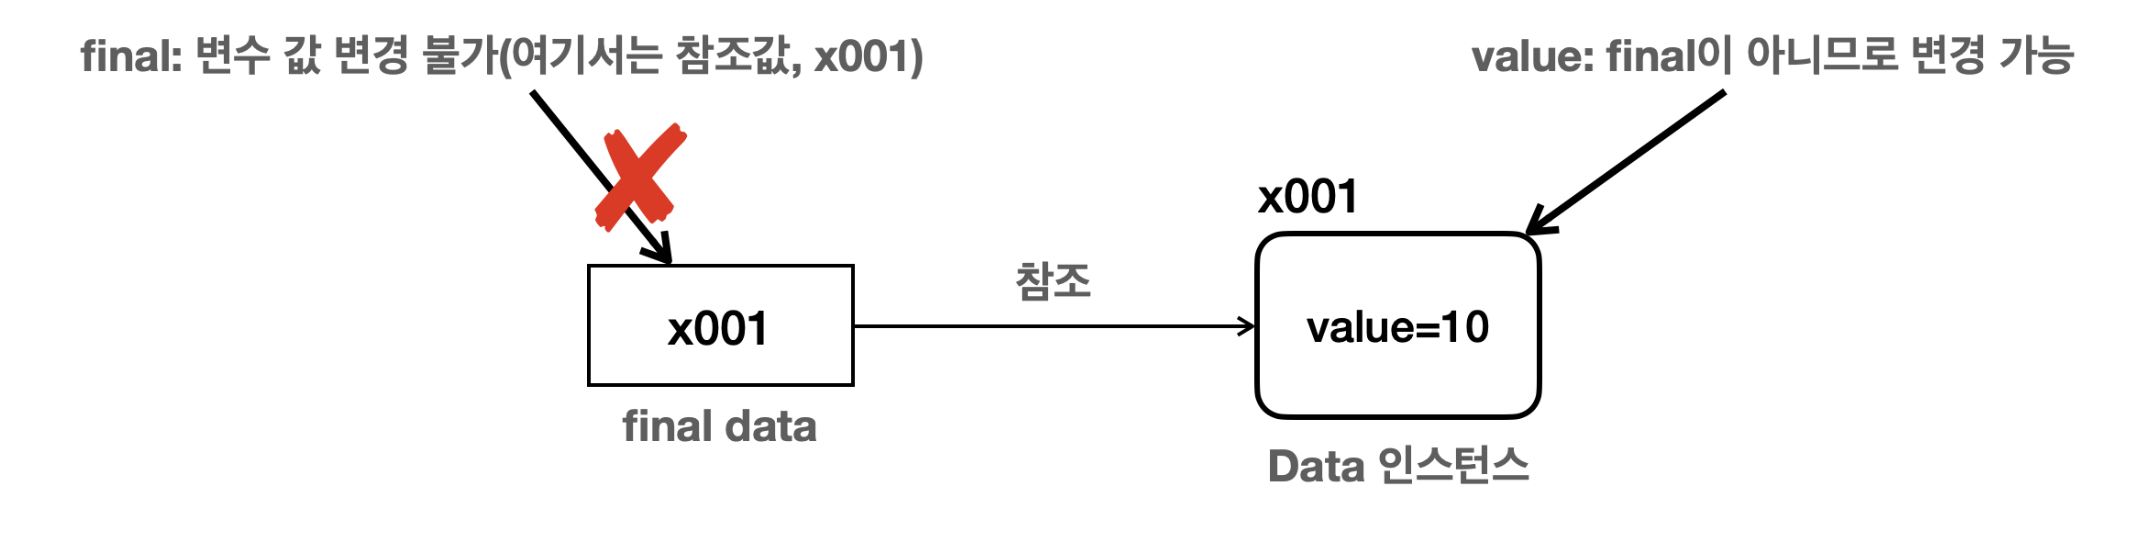 final: 변수 값 변경 불가(여기서는 참조값, x001)
value: final이 아니므로 변경 가능
x001
참조
x001
value=10
final data
Data 인스턴스